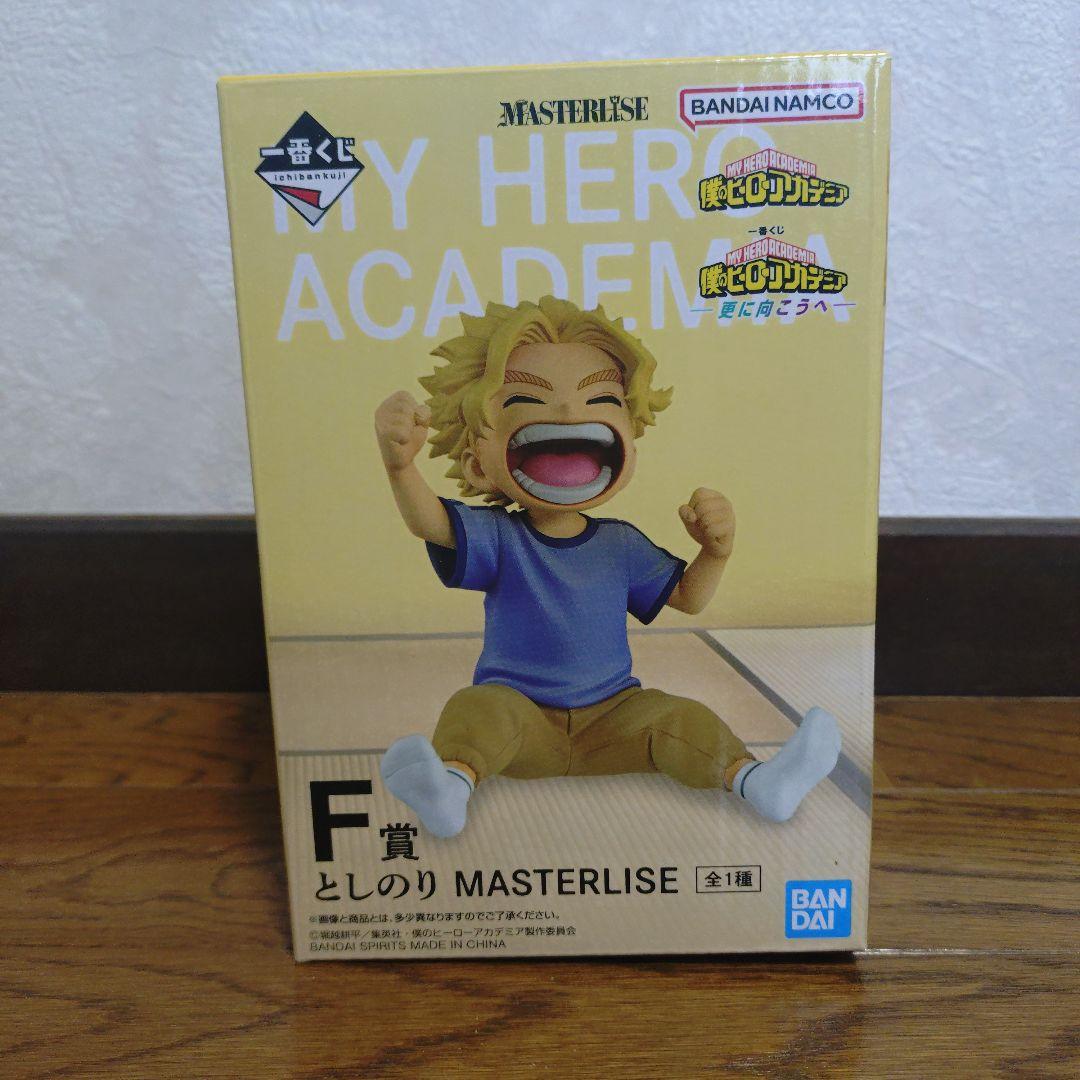 一番くじ
ichibankuji
MASTERLISE
BANDAI NAMCO
MY HERO
ACADEMIA
MY HERO ACADEMIA
僕のヒーローアカデミア
一番くじ
MY HERO ACADEMIA
僕のヒーローアカデミア
―更に向こうへ―
F賞
としのり MASTERLISE 全1種
※画像と商品とは、多少異なりますのでご了承ください。
©堀越耕平／集英社・僕のヒーローアカデミア製作委員会
BANDAI SPIRITS MADE IN CHINA
BAN
DAI